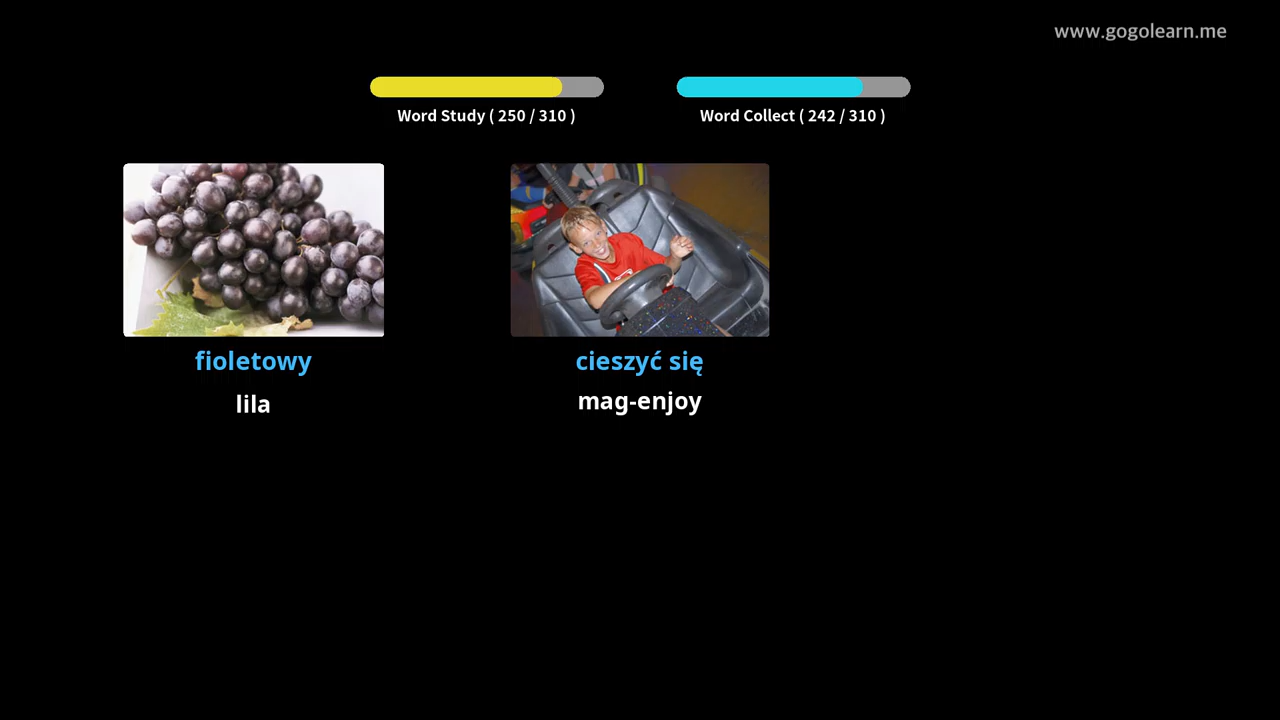 www.gogolearn.me
Word Study ( 250 / 310 )
Word Collect ( 242 / 310 )
fioletowy
cieszyć się
lila
mag-enjoy